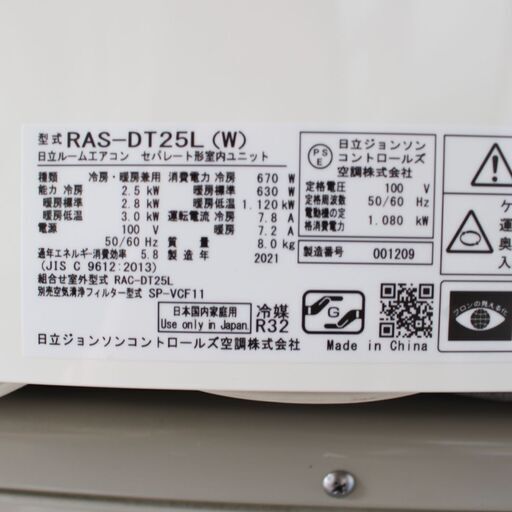 型式 RAS-DT25L (W)
日立ルームエアコン セパレート形室内ユニット
種類 冷房・暖房兼用
能力 冷房 2.5 kW
暖房標準 2.8 kW
暖房低温 3.0 kW
電源 100 V
50/60 Hz
通年エネルギー消費効率 5.8
(JIS C 9612:2013)
消費電力 冷房 670 W
暖房標準 630 W
暖房低温 1.120 kW
運転電流 冷房 7.8 A
暖房 7.2 A
質量 8.0 kg
製造年 2021
組合せ室外型式 RAC-DT25L
別売空気清浄フィルター型式 SP-VCF11
日本国内家庭用
Use only in Japan
冷媒
R32
G
日立ジョンソンコントロールズ空調株式会社
Made in China
PS
E
日立ジョンソン
コントロールズ
空調株式会社
定格電圧 100 V
定格周波数 50/60 Hz
電動機の定格消費電力 1.080 kW
製造番号 001209
フロンの見える化